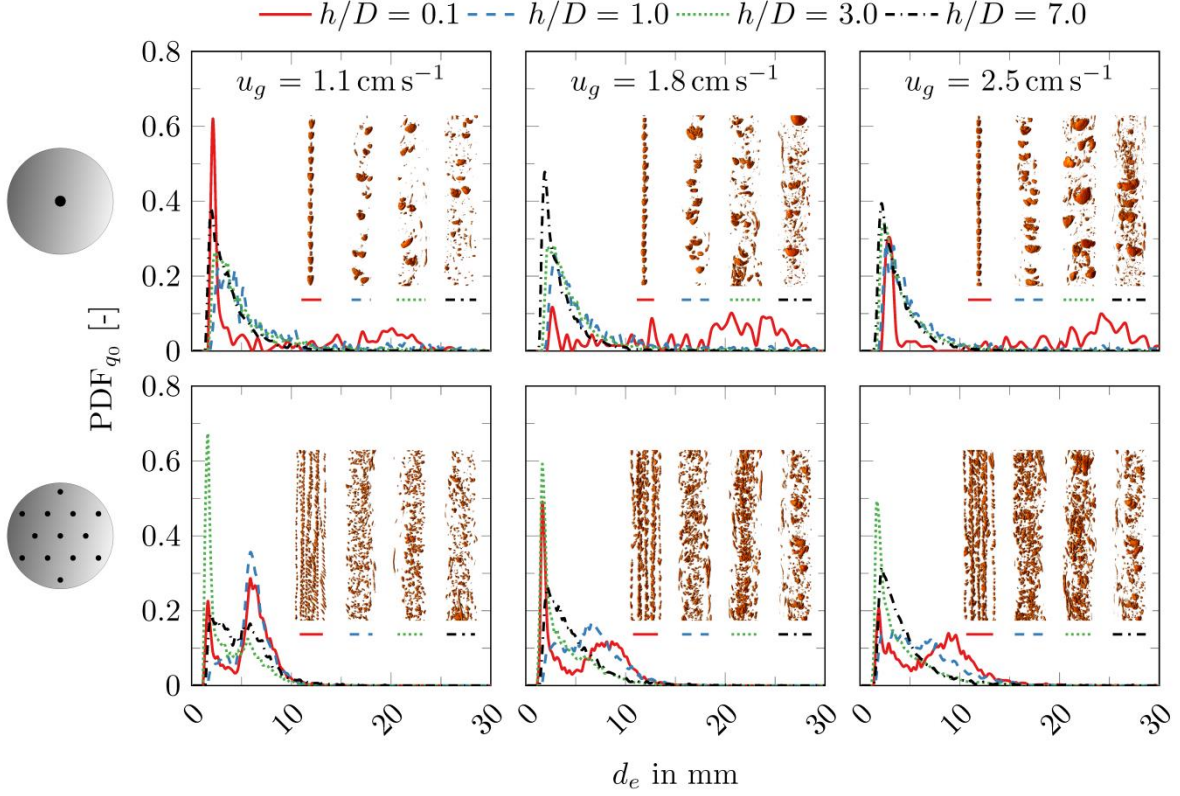 h/D = 0.1 h/D = 1.0 h/D = 3.0 h/D = 7.0
u_g = 1.1 cm s⁻¹ u_g = 1.8 cm s⁻¹ u_g = 2.5 cm s⁻¹
0.8
0.6
0.4
0.2
0
PDF_{q_0} [-]
0.8
0.6
0.4
0.2
0
0 10 20 30 0 10 20 30 0 10 20 30
d_e in mm